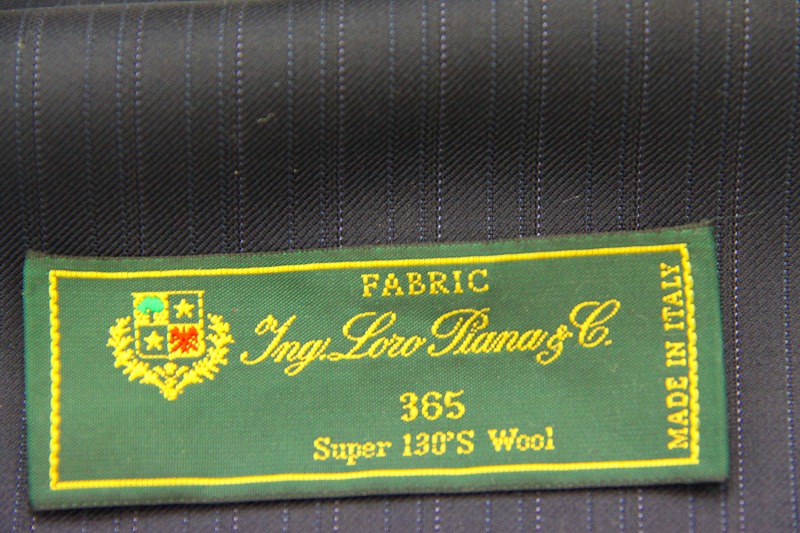 FABRIC
Ing. Loro Piana & C.
365
Super 130'S Wool
MADE IN ITALY